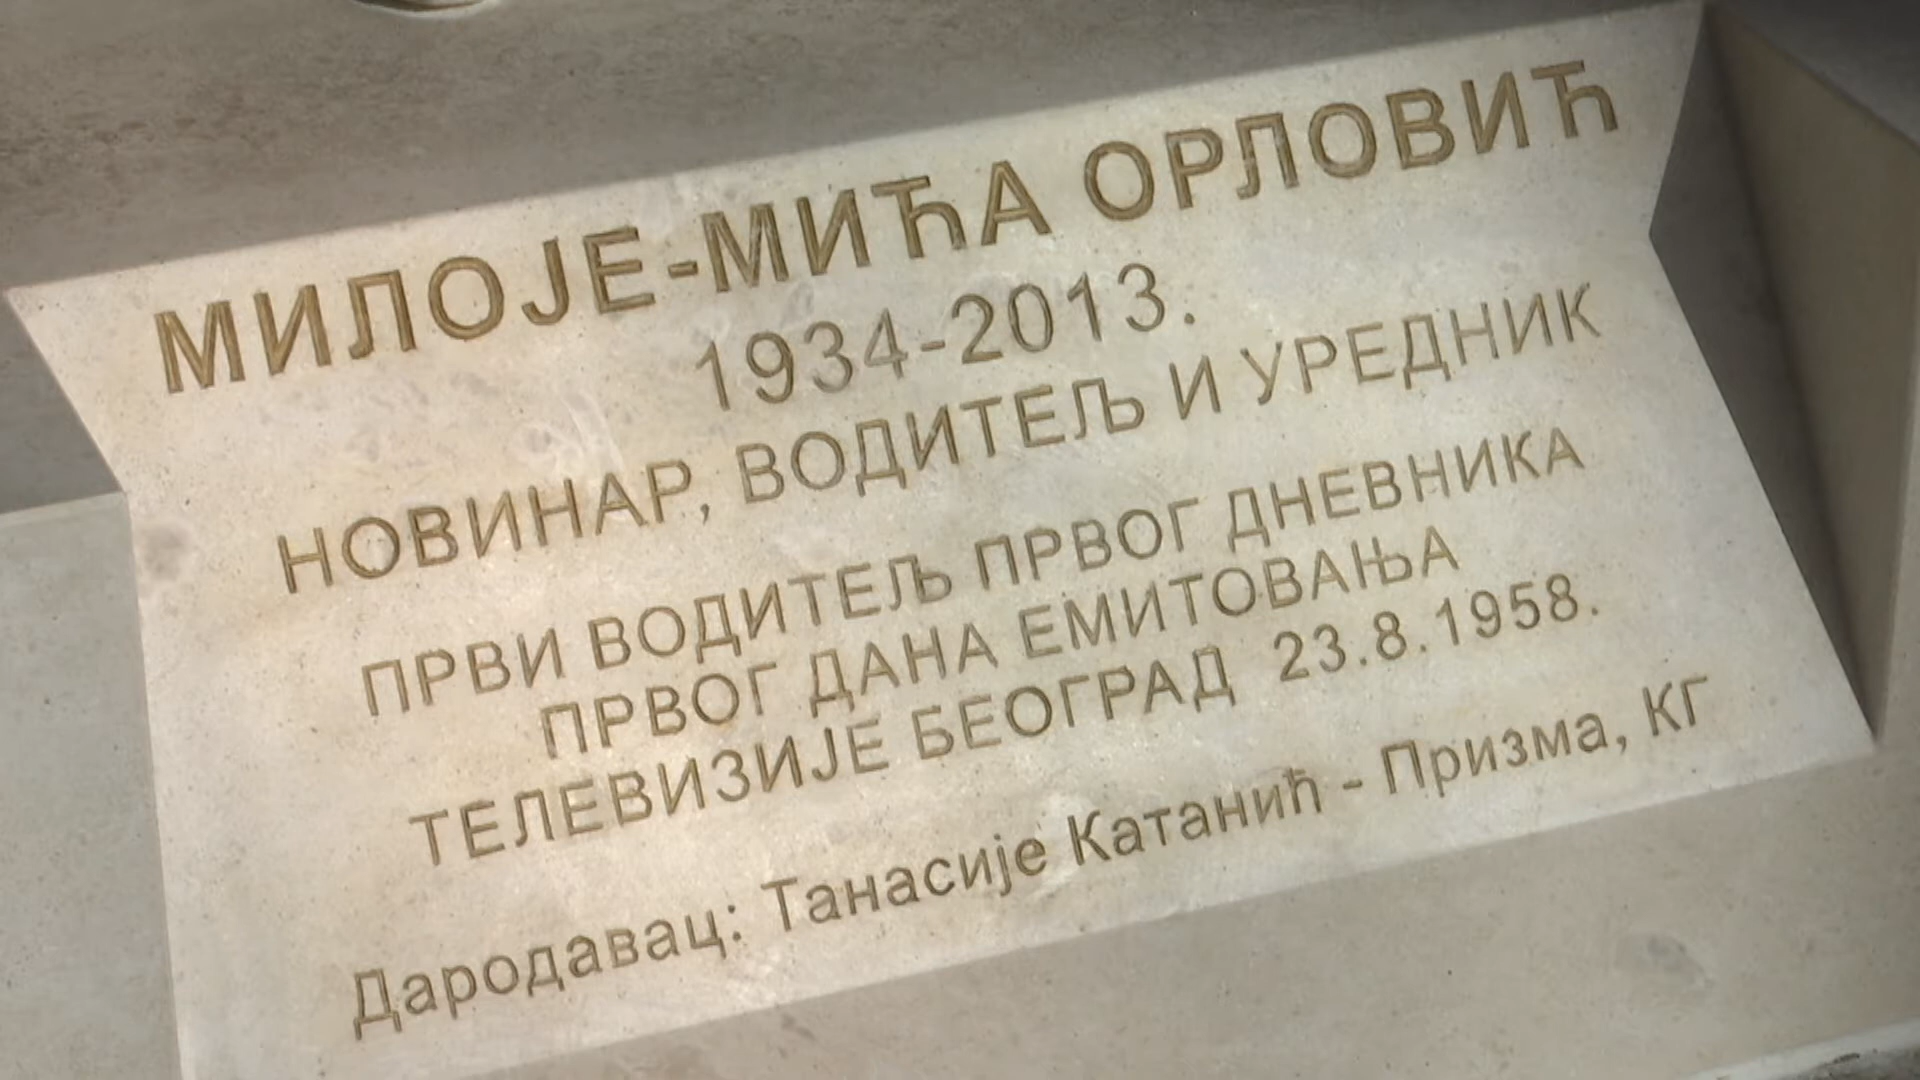 МИЛОЈЕ-МИЋА ОРЛОВИЋ
1934-2013.
НОВИНАР, ВОДИТЕЉ И УРЕДНИК
ПРВИ ВОДИТЕЉ ПРВОГ ДНЕВНИКА
ПРВОГ ДАНА ЕМИТОВАЊА
ТЕЛЕВИЗИЈЕ БЕОГРАД 23.8.1958.
Дародавац: Танасије Катанић - Призма, КГ